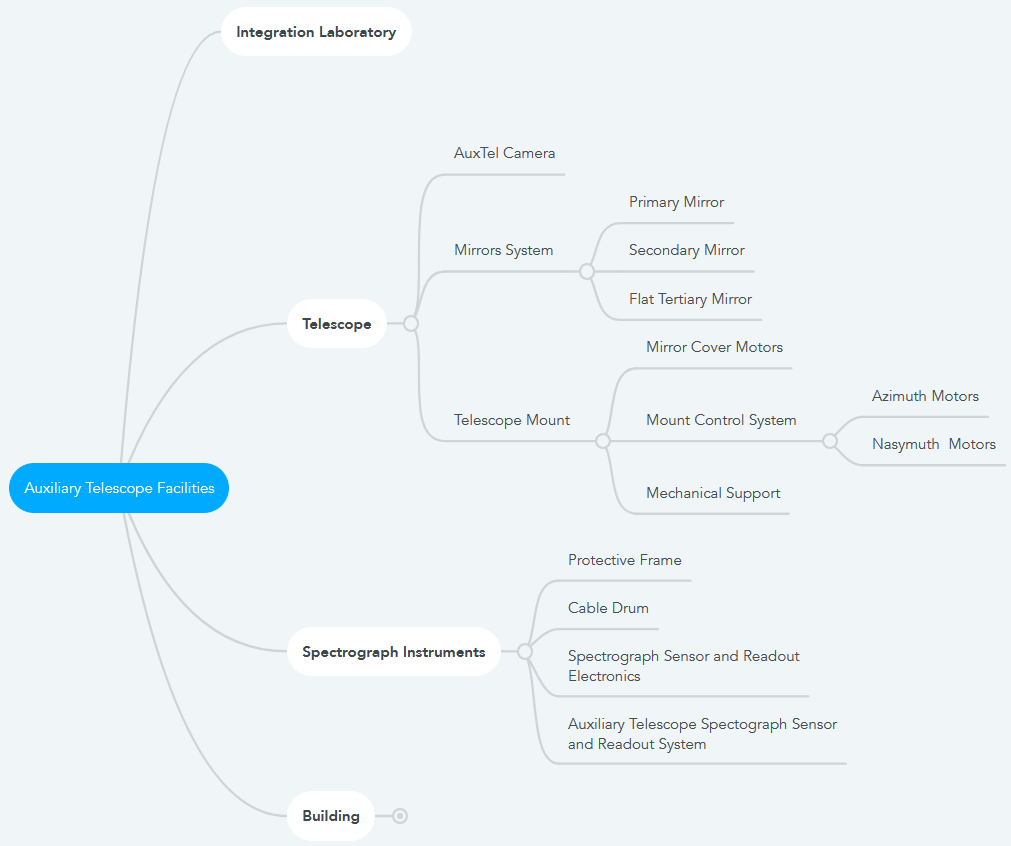 Integration Laboratory
AuxTel Camera
Primary Mirror
Mirrors System
Secondary Mirror
Flat Tertiary Mirror
Telescope
Mirror Cover Motors
Azimuth Motors
Telescope Mount
Mount Control System
Nasymuth  Motors
Auxiliary Telescope Facilities
Mechanical Support
Protective Frame
Cable Drum
Spectrograph Instruments
Spectrograph Sensor and Readout
Electronics
Auxiliary Telescope Spectograph Sensor
and Readout System
Building